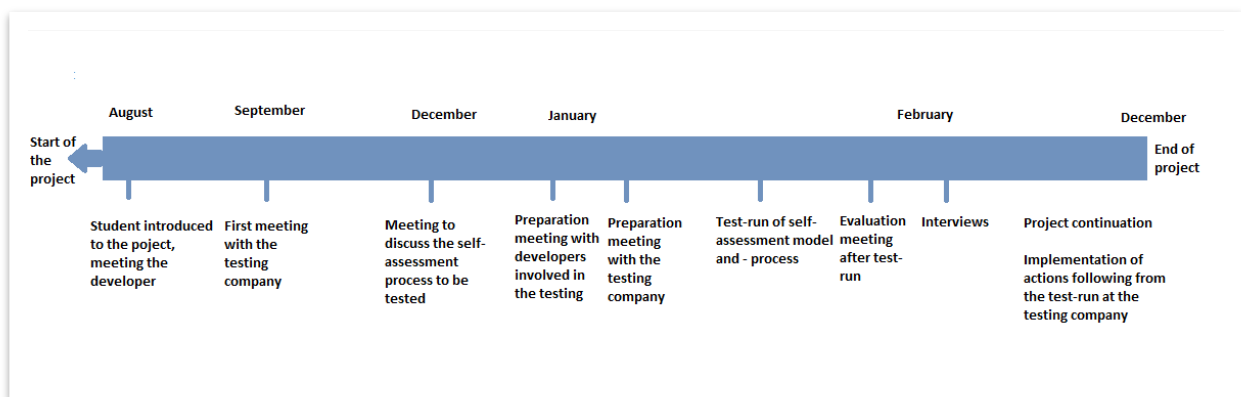 August
September
December
January
February
December
Start of
the
project
End of
project
Student introduced
to the poject,
meeting the
developer
First meeting
with the
testing
company
Meeting to
discuss the self-
assessment
process to be
tested
Preparation
meeting with
developers
involved in
the testing
Preparation
meeting
with the
testing
company
Test-run of self-
assessment model
and - process
Evaluation
meeting
after test-
run
Interviews
Project continuation
Implementation of
actions following from
the test-run at the
testing company